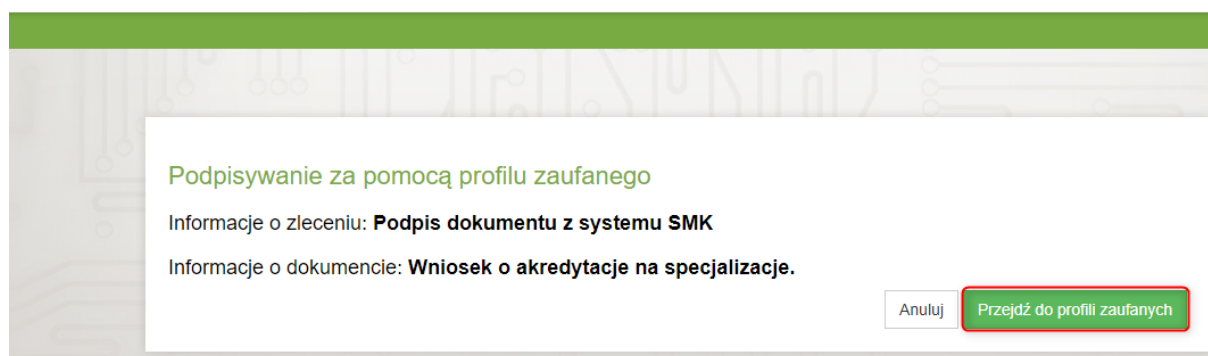 Podpisywanie za pomocą profilu zaufanego
Informacje o zleceniu: Podpis dokumentu z systemu SMK
Informacje o dokumencie: Wniosek o akredytacje na specjalizacje.
Anuluj Przejdź do profili zaufanych